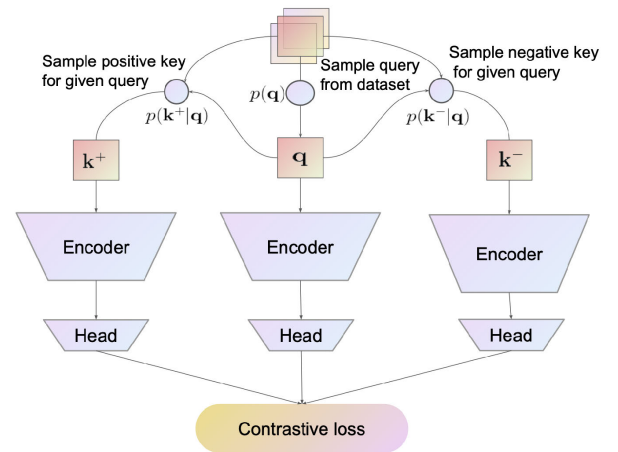 Sample positive key
for given query
Sample query
from dataset
Sample negative key
for given query
p(q)
p(k⁺|q)
p(k⁻|q)
k⁺
q
k⁻
Encoder
Encoder
Encoder
Head
Head
Head
Contrastive loss